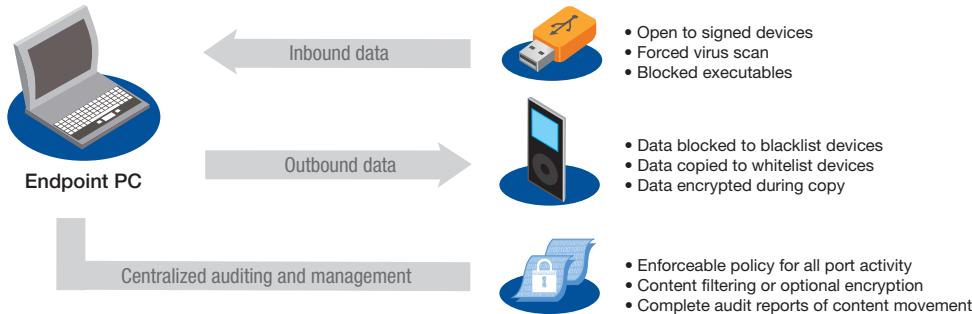 Inbound data
• Open to signed devices
• Forced virus scan
• Blocked executables
Endpoint PC
Outbound data
• Data blocked to blacklist devices
• Data copied to whitelist devices
• Data encrypted during copy
Centralized auditing and management
• Enforceable policy for all port activity
• Content filtering or optional encryption
• Complete audit reports of content movement